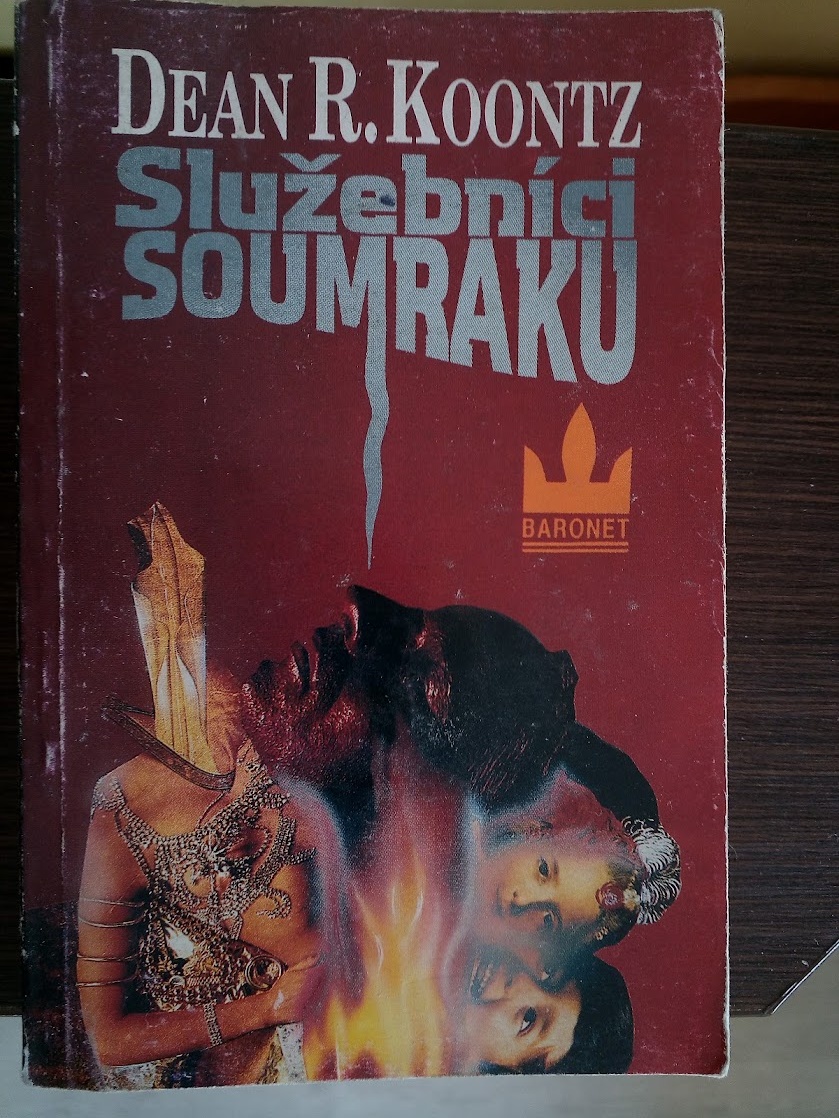 DEAN R. KOONTZ
Služebníci
SOUMRAKU
BARONET